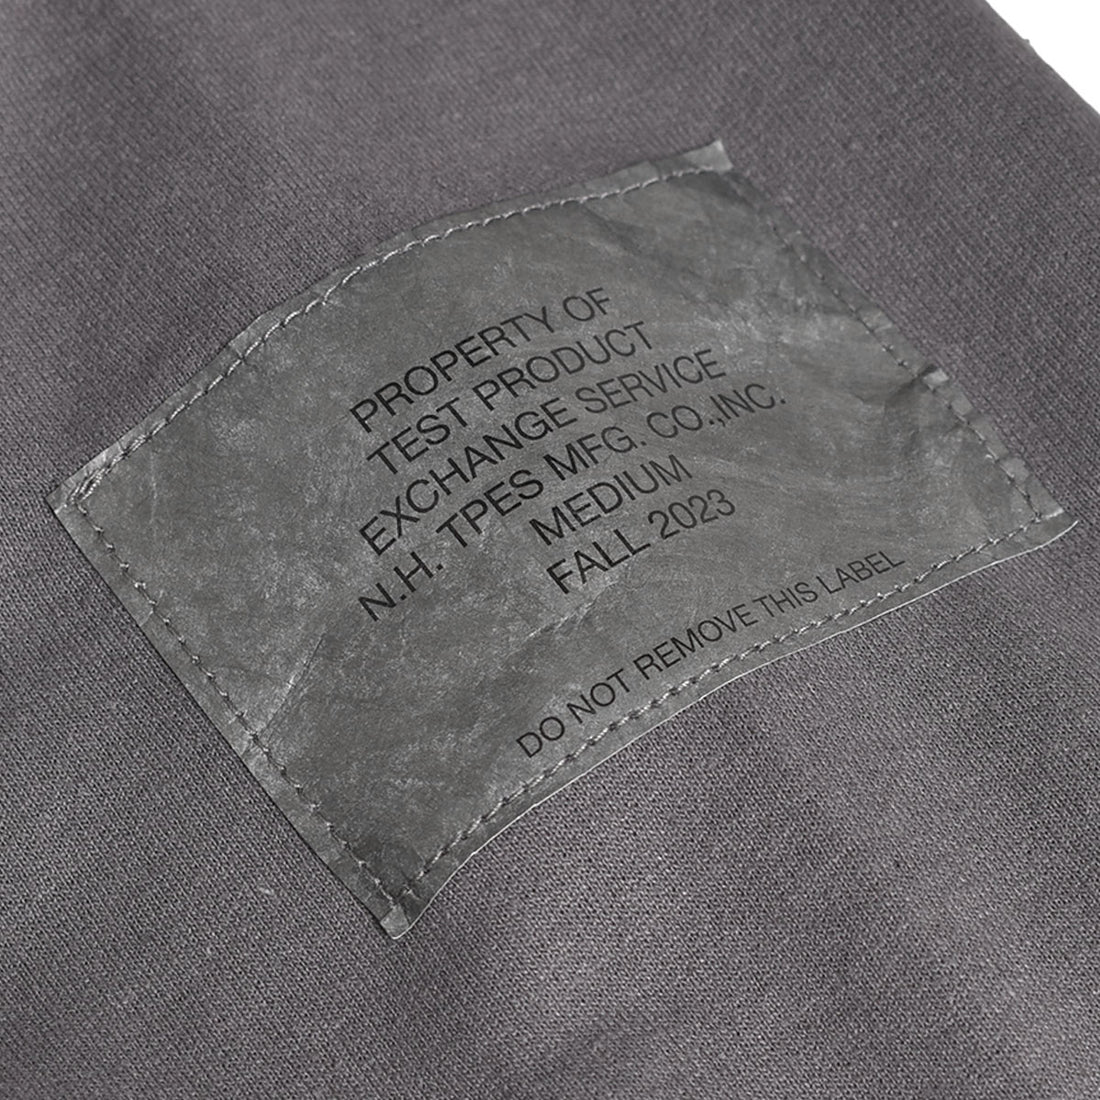 PROPERTY OF
TEST PRODUCT
EXCHANGE SERVICE
N.H. TPES MFG. CO.,INC.
MEDIUM
FALL 2023
DO NOT REMOVE THIS LABEL